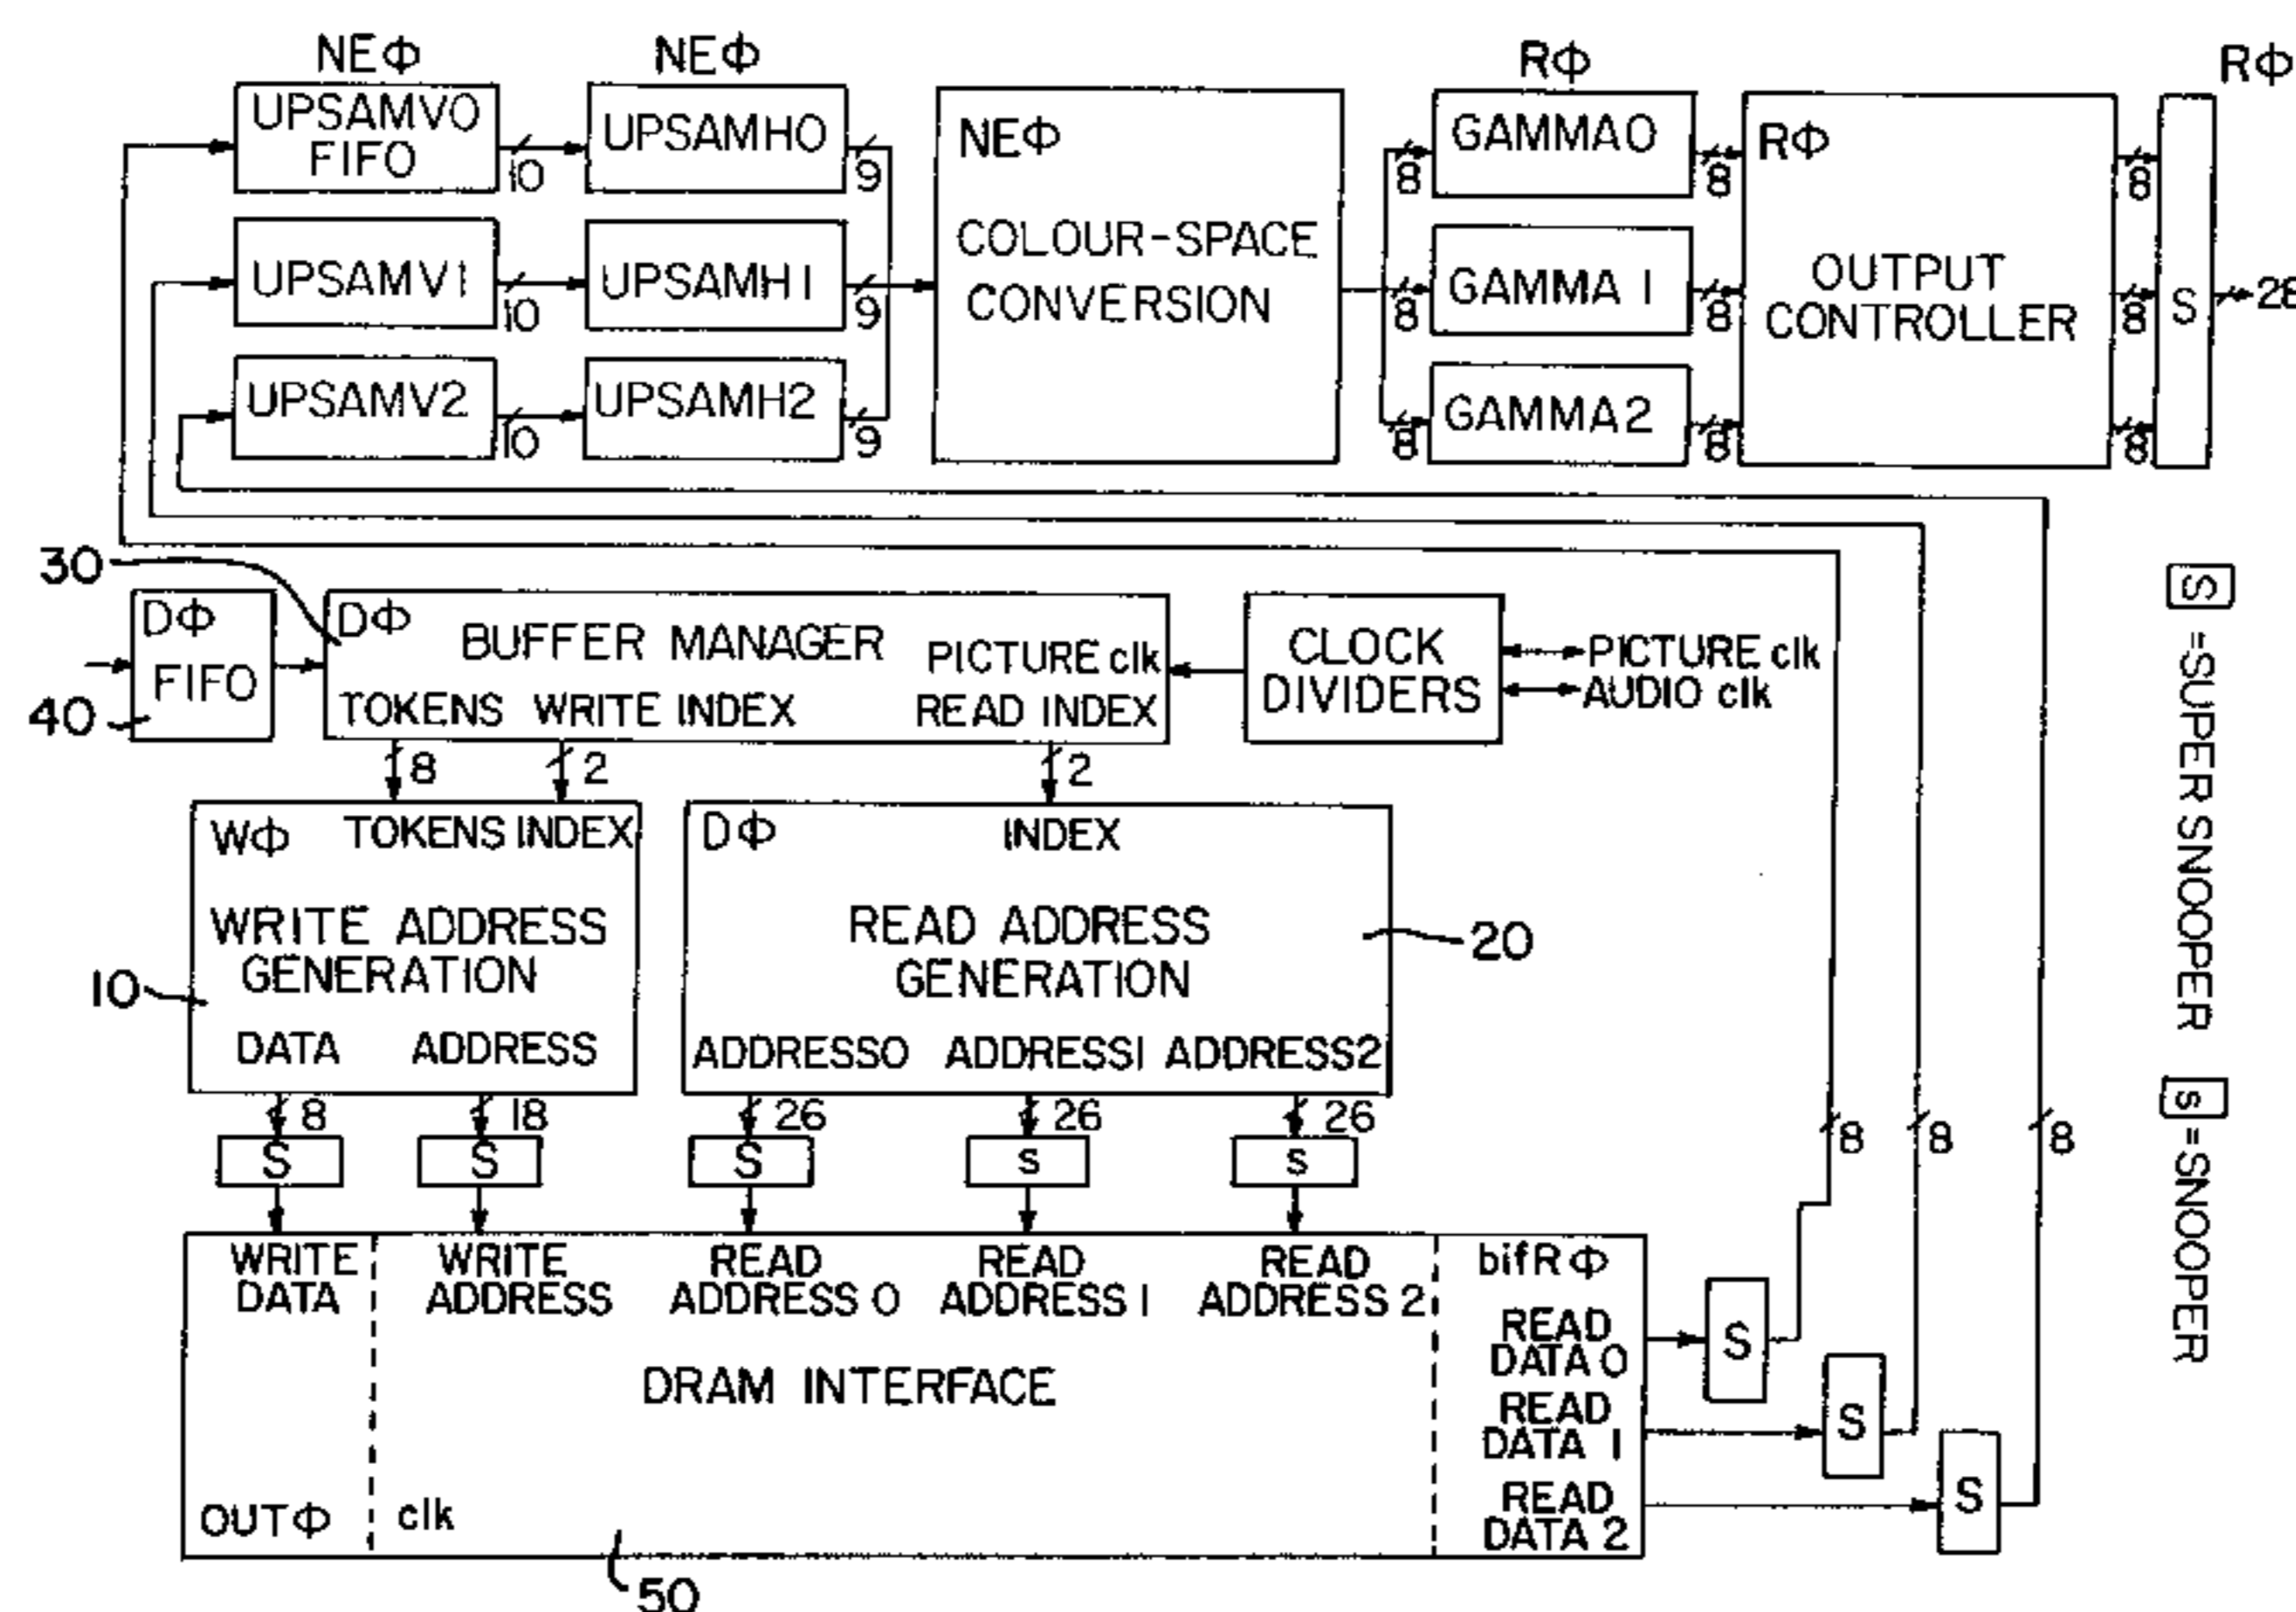 NEΦ
NEΦ
RΦ
RΦ
UPSAMV0
FIFO
10
UPSAMH0
9
NEΦ
COLOUR-SPACE
CONVERSION
8
GAMMA0
8
RΦ
OUTPUT
CONTROLLER
8
UPSAMV1
10
UPSAMH1
9
8
GAMMA 1
8
8
S
28
UPSAMV2
10
UPSAMH2
9
8
GAMMA2
8
8
30
40
DΦ
FIFO
DΦ
BUFFER MANAGER
PICTURE clk
TOKENS WRITE INDEX
READ INDEX
CLOCK
DIVIDERS
PICTURE clk
AUDIO clk
8
2
2
WΦ
TOKENS INDEX
WRITE ADDRESS
GENERATION
10
DATA ADDRESS
DΦ
INDEX
READ ADDRESS
GENERATION
20
ADDRESS0 ADDRESS1 ADDRESS2
8
18
26
26
26
8
8
8
S
S
S
s
s
WRITE
DATA
WRITE
ADDRESS
READ
ADDRESS 0
READ
ADDRESS 1
READ
ADDRESS 2
bifRΦ
READ
DATA 0
READ
DATA 1
READ
DATA 2
S
S
S
DRAM INTERFACE
OUTΦ
clk
50
S =SUPER SNOOPER
s =SNOOPER